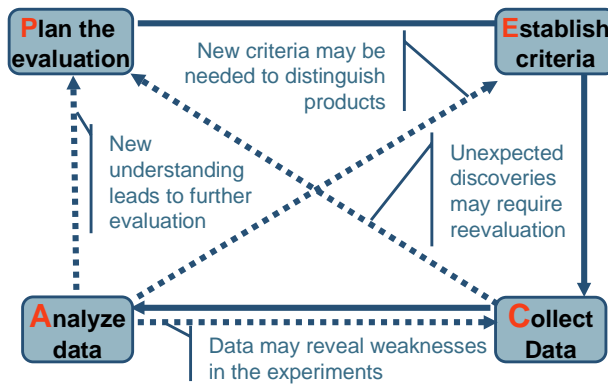 Plan the
evaluation
Establish
criteria
New criteria may be
needed to distinguish
products
New
understanding
leads to further
evaluation
Unexpected
discoveries
may require
reevaluation
Analyze
data
Collect
Data
Data may reveal weaknesses
in the experiments